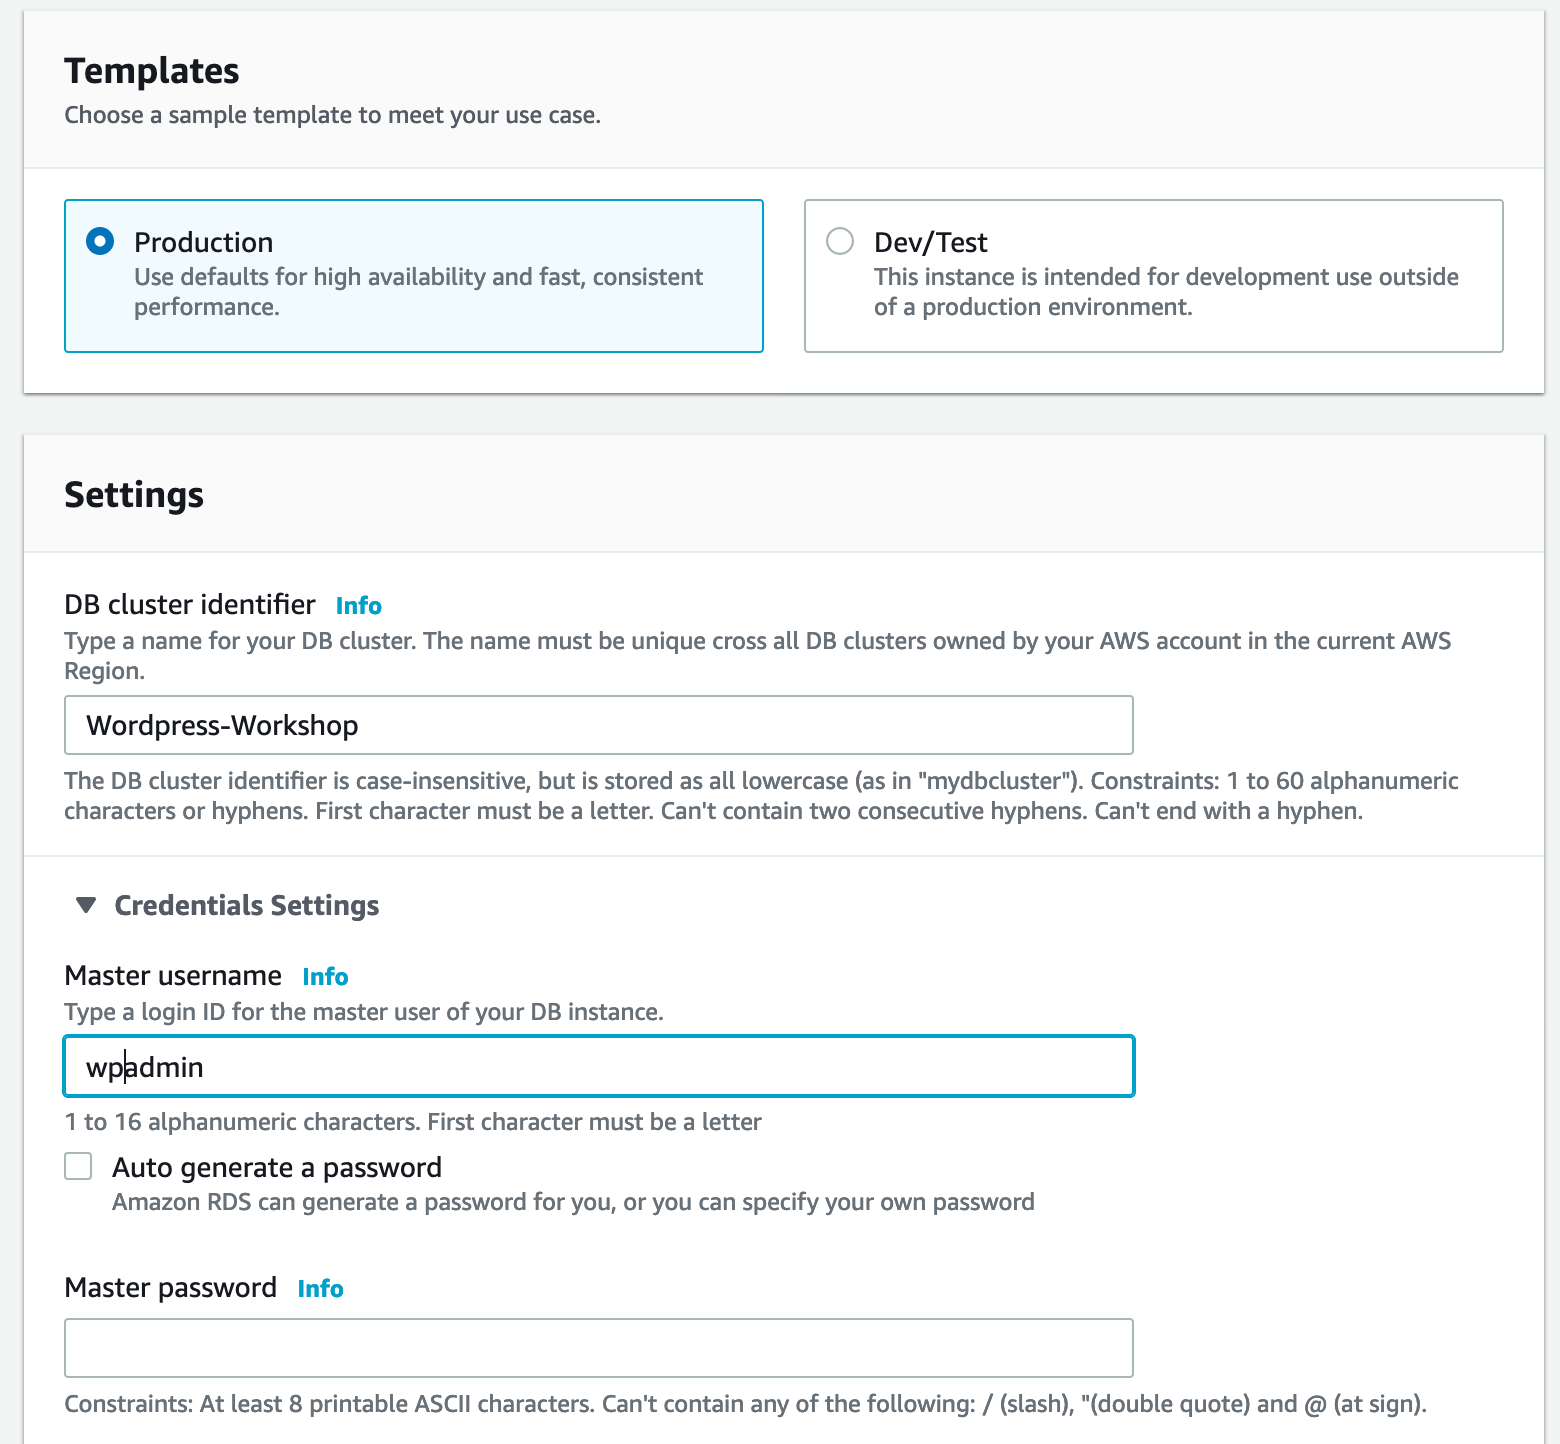 Templates
Choose a sample template to meet your use case.
Production
Use defaults for high availability and fast, consistent
performance.
Dev/Test
This instance is intended for development use outside
of a production environment.
Settings
DB cluster identifier Info
Type a name for your DB cluster. The name must be unique cross all DB clusters owned by your AWS account in the current AWS
Region.
Wordpress-Workshop
The DB cluster identifier is case-insensitive, but is stored as all lowercase (as in "mydbcluster"). Constraints: 1 to 60 alphanumeric
characters or hyphens. First character must be a letter. Can't contain two consecutive hyphens. Can't end with a hyphen.
Credentials Settings
Master username Info
Type a login ID for the master user of your DB instance.
wpadmin
1 to 16 alphanumeric characters. First character must be a letter
Auto generate a password
Amazon RDS can generate a password for you, or you can specify your own password
Master password Info
Constraints: At least 8 printable ASCII characters. Can't contain any of the following: / (slash), "(double quote) and @ (at sign).